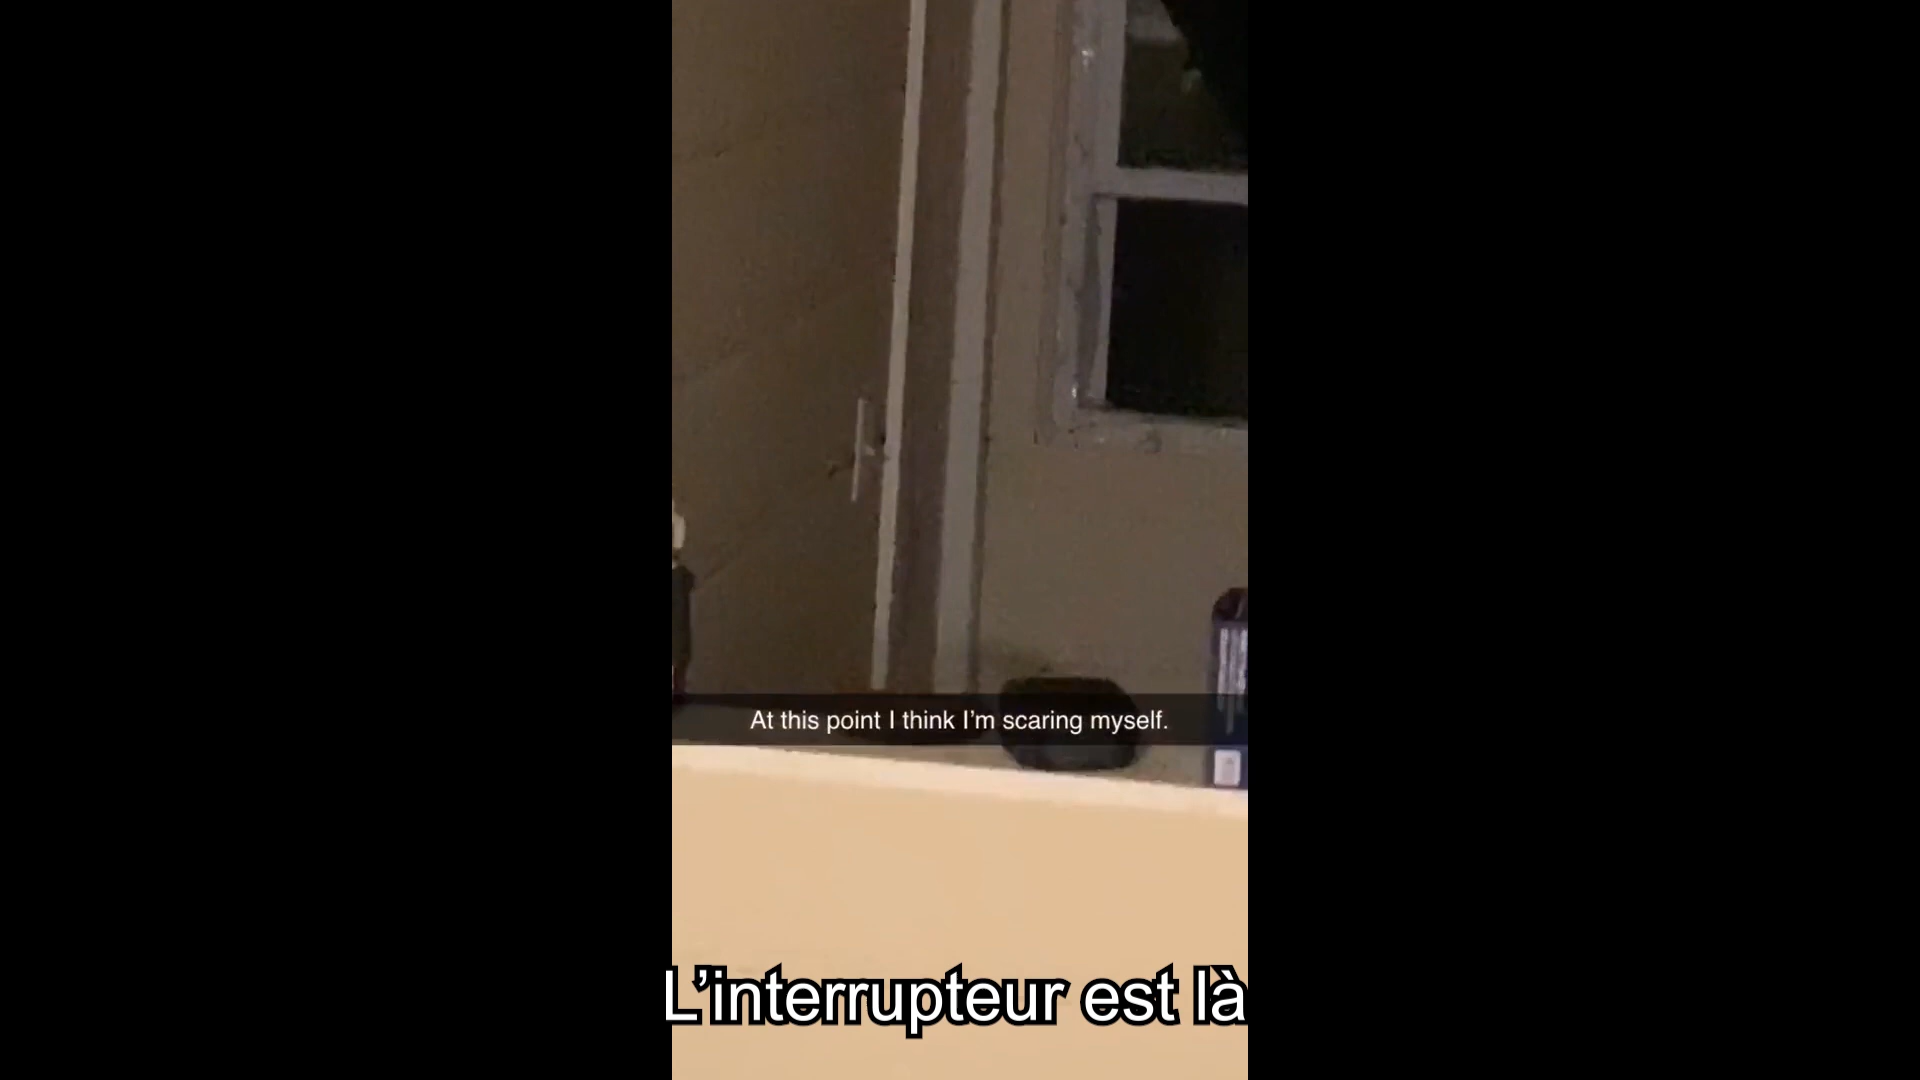 At this point I think I'm scaring myself.
L'interrupteur est là